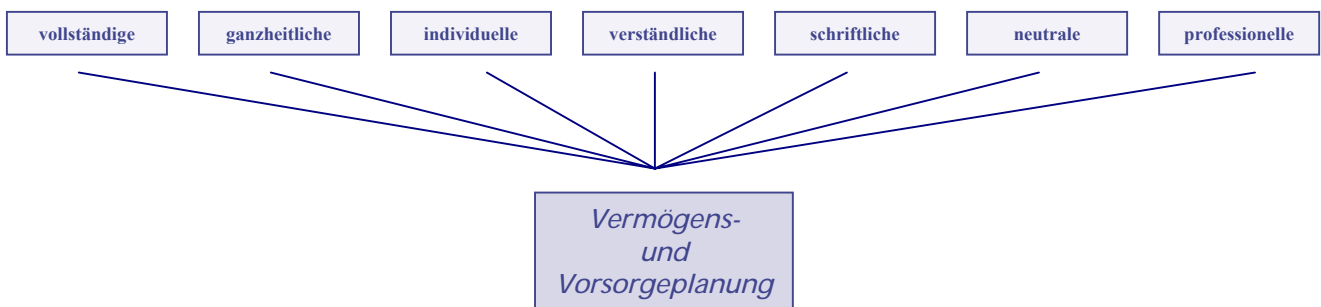 vollständige
ganzheitliche
individuelle
verständliche
schriftliche
neutrale
professionelle
Vermögens-
und
Vorsorgeplanung